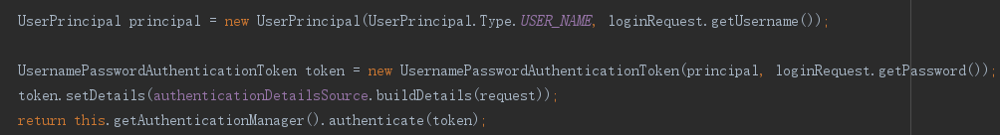 UserPrincipal principal = new UserPrincipal(UserPrincipal.Type.USER_NAME, loginRequest.getUsername());
UsernamePasswordAuthenticationToken token = new UsernamePasswordAuthenticationToken(principal, loginRequest.getPassword());
token.setDetails(authenticationDetailsSource.buildDetails(request));
return this.getAuthenticationManager().authenticate(token);